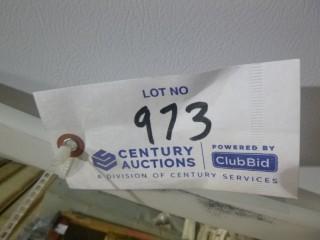 LOT NO
973
CENTURY AUCTIONS
POWERED BY
ClubBid
A DIVISION OF CENTURY SERVICES